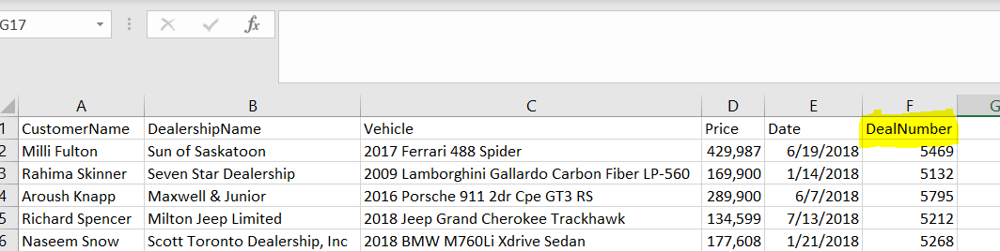 G17 fx
A B C D E F G
1 CustomerName DealershipName Vehicle Price Date DealNumber
2 Milli Fulton Sun of Saskatoon 2017 Ferrari 488 Spider 429,987 6/19/2018 5469
3 Rahima Skinner Seven Star Dealership 2009 Lamborghini Gallardo Carbon Fiber LP-560 169,900 1/14/2018 5132
4 Aroush Knapp Maxwell & Junior 2016 Porsche 911 2dr Cpe GT3 RS 289,900 6/7/2018 5795
5 Richard Spencer Milton Jeep Limited 2018 Jeep Grand Cherokee Trackhawk 134,599 7/13/2018 5212
6 Naseem Snow Scott Toronto Dealership, Inc 2018 BMW M760Li Xdrive Sedan 177,608 1/21/2018 5268